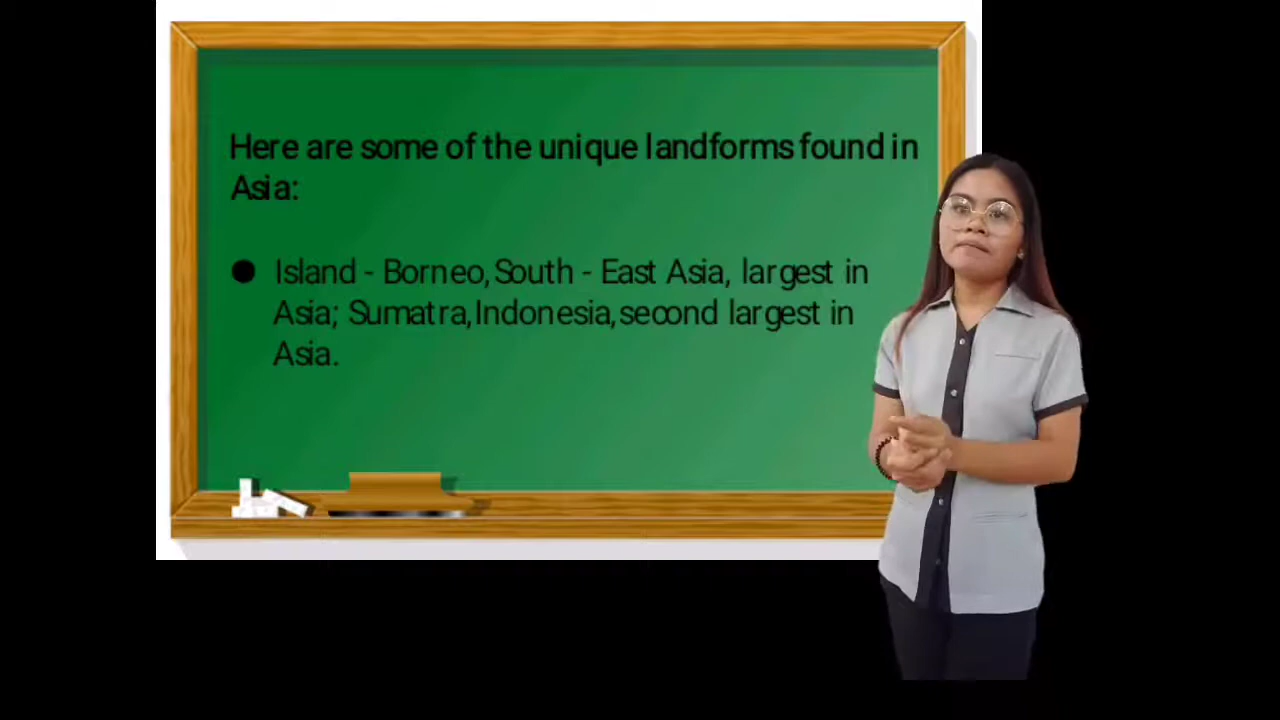 Here are some of the unique landforms found in
Asia:
● Island - Borneo, South - East Asia, largest in
Asia; Sumatra, Indonesia, second largest in
Asia.